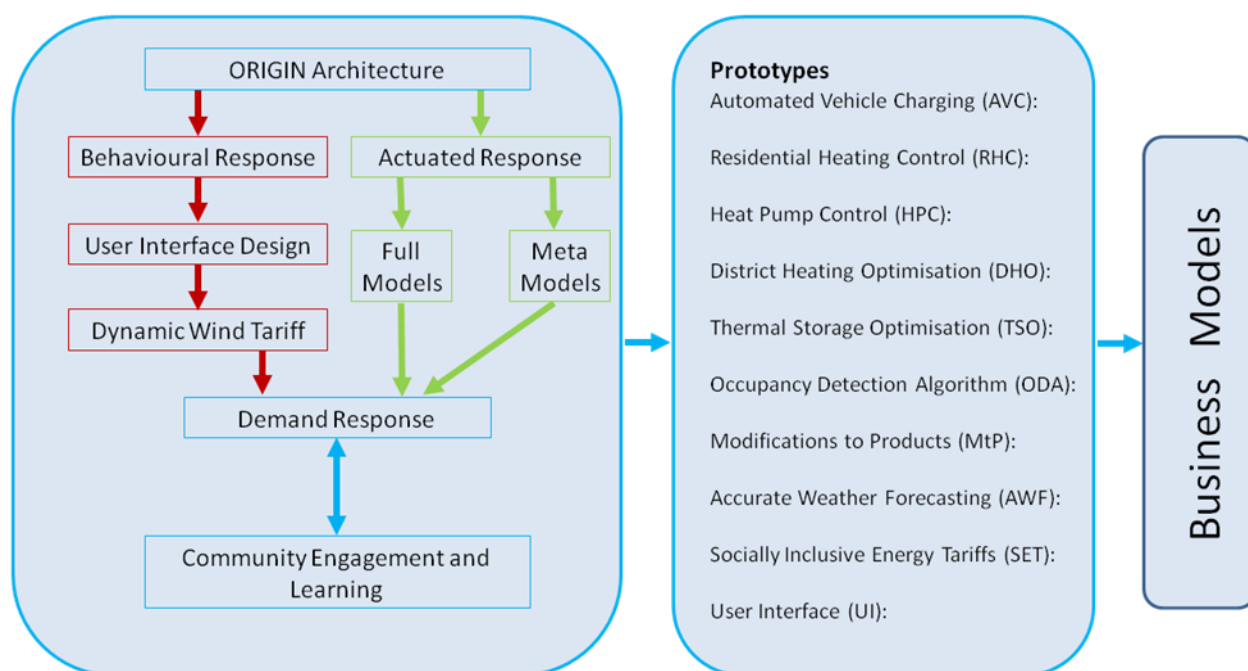 ORIGIN Architecture
Behavioural Response
Actuated Response
User Interface Design
Full
Models
Meta
Models
Dynamic Wind Tariff
Demand Response
Community Engagement and
Learning
Prototypes
Automated Vehicle Charging (AVC):
Residential Heating Control (RHC):
Heat Pump Control (HPC):
District Heating Optimisation (DHO):
Thermal Storage Optimisation (TSO):
Occupancy Detection Algorithm (ODA):
Modifications to Products (MtP):
Accurate Weather Forecasting (AWF):
Socially Inclusive Energy Tariffs (SET):
User Interface (UI):
Business Models